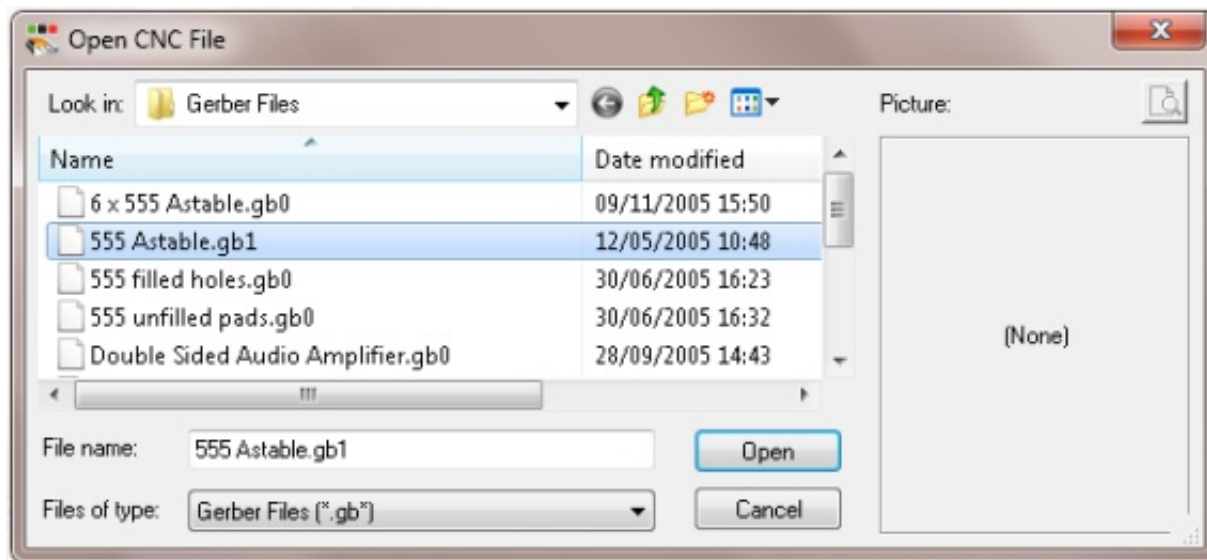 Open CNC File
Look in: Gerber Files
Picture:
Name Date modified
6 x 555 Astable.gb0 09/11/2005 15:50
555 Astable.gb1 12/05/2005 10:48
555 filled holes.gb0 30/06/2005 16:23
555 unfilled pads.gb0 30/06/2005 16:32
Double Sided Audio Amplifier.gb0 28/09/2005 14:43
(None)
File name: 555 Astable.gb1 Open
Files of type: Gerber Files (*.gb*) Cancel